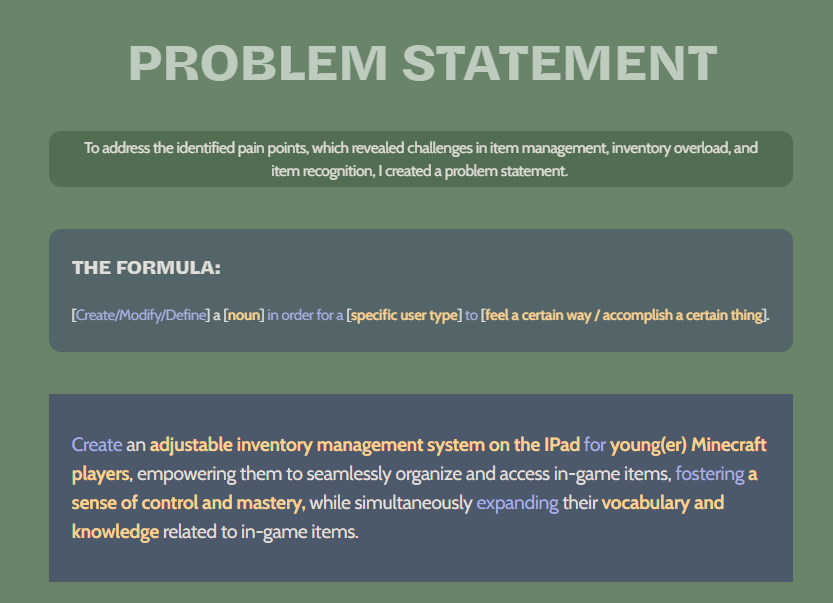 PROBLEM STATEMENT
To address the identified pain points, which revealed challenges in item management, inventory overload, and
item recognition, I created a problem statement.
THE FORMULA:
[Create/Modify/Define] a [noun] in order for a [specific user type] to [feel a certain way / accomplish a certain thing].
Create an adjustable inventory management system on the IPad for young(er) Minecraft
players, empowering them to seamlessly organize and access in-game items, fostering a
sense of control and mastery, while simultaneously expanding their vocabulary and
knowledge related to in-game items.